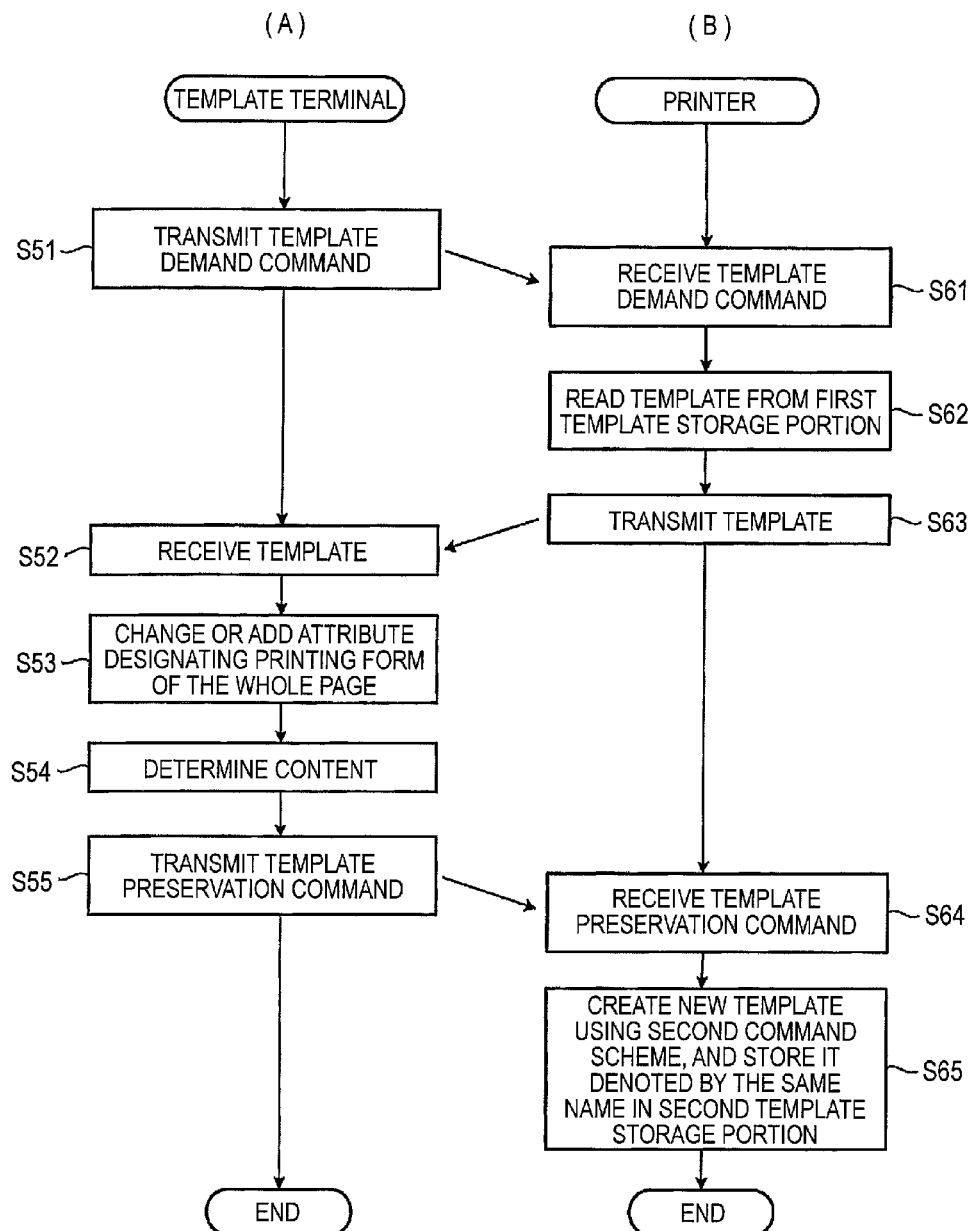 (A)
TEMPLATE TERMINAL
S51
TRANSMIT TEMPLATE
DEMAND COMMAND
S52
RECEIVE TEMPLATE
S53
CHANGE OR ADD ATTRIBUTE
DESIGNATING PRINTING FORM
OF THE WHOLE PAGE
S54
DETERMINE CONTENT
S55
TRANSMIT TEMPLATE
PRESERVATION COMMAND
END
(B)
PRINTER
RECEIVE TEMPLATE
DEMAND COMMAND
S61
READ TEMPLATE FROM FIRST
TEMPLATE STORAGE PORTION
S62
TRANSMIT TEMPLATE
S63
RECEIVE TEMPLATE
PRESERVATION COMMAND
S64
CREATE NEW TEMPLATE
USING SECOND COMMAND
SCHEME, AND STORE IT
DENOTED BY THE SAME
NAME IN SECOND TEMPLATE
STORAGE PORTION
S65
END